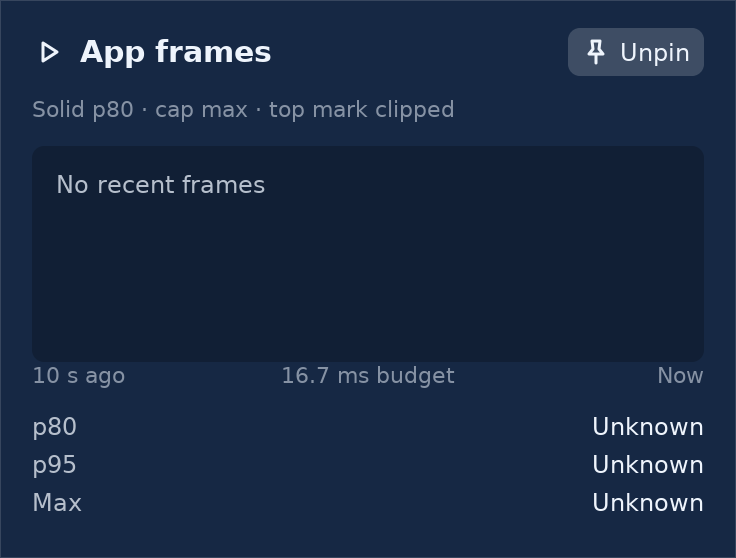 App frames
Unpin
Solid p80 · cap max · top mark clipped
No recent frames
10 s ago 16.7 ms budget Now
p80 Unknown
p95 Unknown
Max Unknown